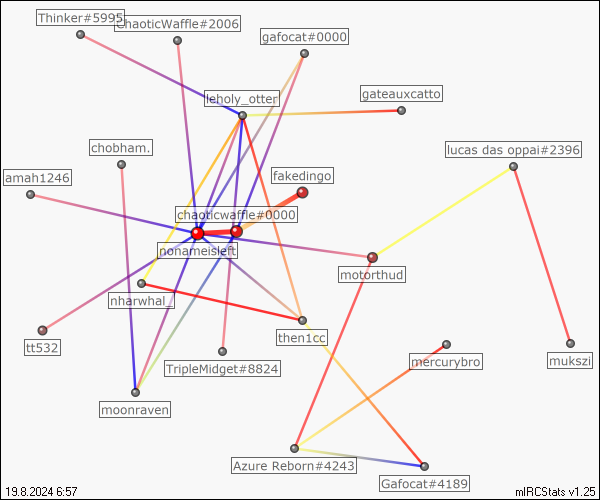 Thinker#5995
ChaoticWaffle#2006
gafocat#0000
leholy_otter
gateauxcatto
chobham.
lucas das oppai#2396
amah1246
fakedingo
chaoticwaffle#0000
nonameisleft
motorthud
nharwhal_
then1cc
tt532
TripleMidget#8824
mercurybro
mukszi
moonraven
Azure Reborn#4243
Gafocat#4189
19.8.2024 6:57
mIRCStats v1.25